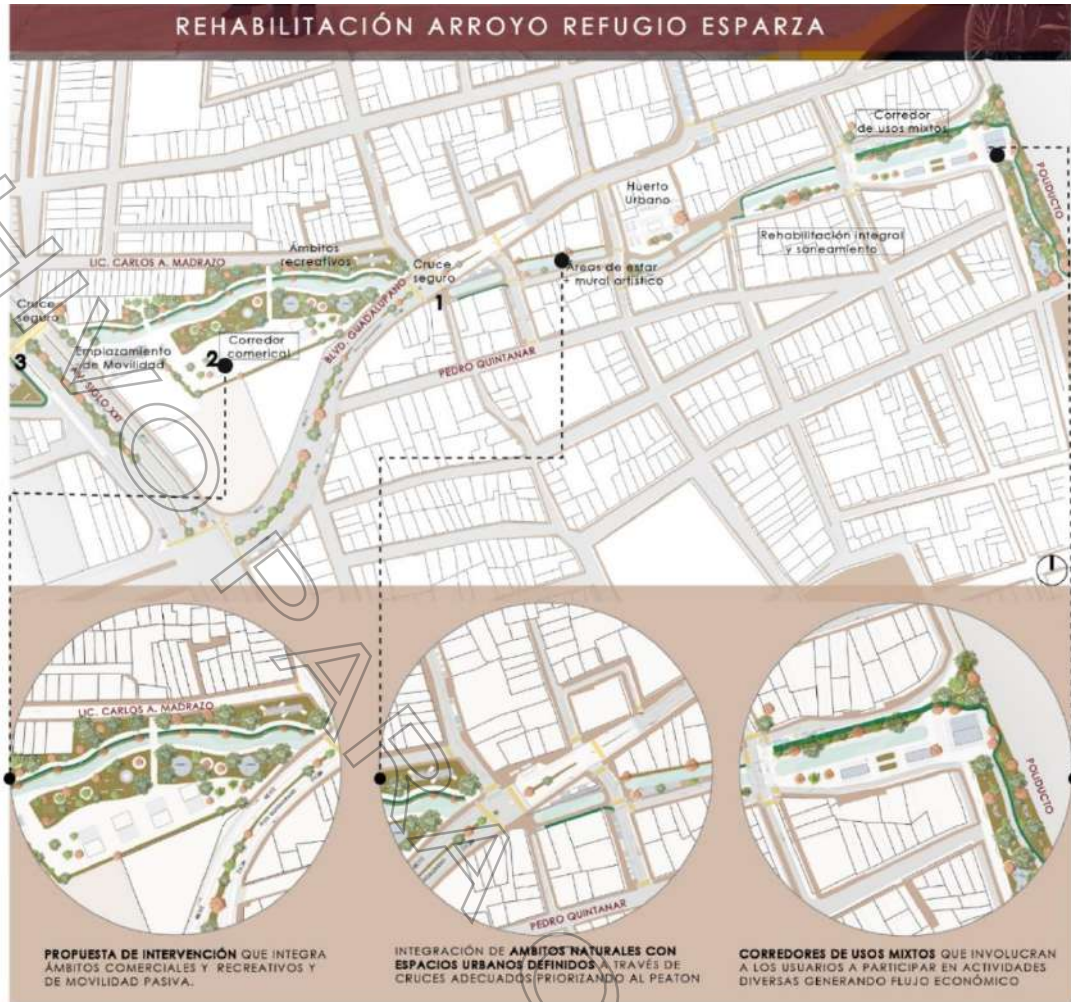 REHABILITACIÓN ARROYO REFUGIO ESPARZA
Corredor
de usos mixtos
POLIDUCTO
Huerto
Urbano
Rehabilitación integral
y saneamiento
LIC. CARLOS A. MADRAZO
Ámbitos
recreativos
Cruce
seguro
1
Áreas de estar
+ mural artístico
Cruce
seguro
3
Emplazamiento
de Movilidad
2
Corredor
comerical
BLVD. GUADALUPANO
PEDRO QUINTANAR
AV. SIGLO XXI
LIC. CARLOS A. MADRAZO
PEDRO QUINTANAR
POLIDUCTO
PROPUESTA DE INTERVENCIÓN QUE INTEGRA
ÁMBITOS COMERCIALES Y RECREATIVOS Y
DE MOVILIDAD PASIVA.
INTEGRACIÓN DE AMBITOS NATURALES CON
ESPACIOS URBANOS DEFINIDOS A TRAVÉS DE
CRUCES ADECUADOS PRIORIZANDO AL PEATON
CORREDORES DE USOS MIXTOS QUE INVOLUCRAN
A LOS USUARIOS A PARTICIPAR EN ACTIVIDADES
DIVERSAS GENERANDO FLUJO ECONÓMICO